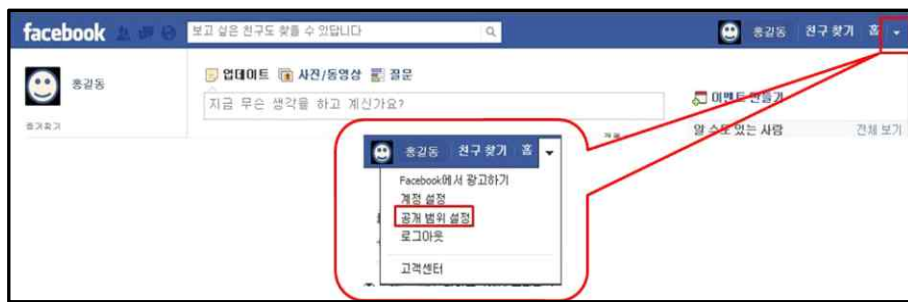 facebook 보고 싶은 친구도 찾을 수 있답니다 홍길동 친구 찾기 홈
홍길동
업데이트 사진/동영상 질문
지금 무슨 생각을 하고 계신가요?
이벤트 만들기
즐겨찾기
알 수도 있는 사람 전체 보기
홍길동 친구 찾기 홈
Facebook에서 광고하기
계정 설정
공개 범위 설정
로그아웃
고객센터